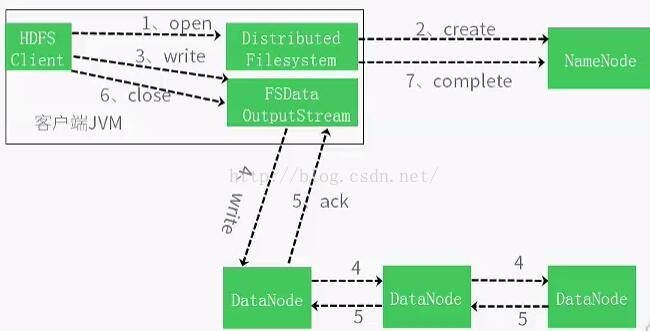 HDFS
Client
1、open
Distributed
Filesystem
2、create
NameNode
3、write
7、complete
6、close
FSData
OutputStream
客户端JVM
http://blog.csdn.net/
4、write
5、ack
DataNode
4
5
DataNode
4
5
DataNode